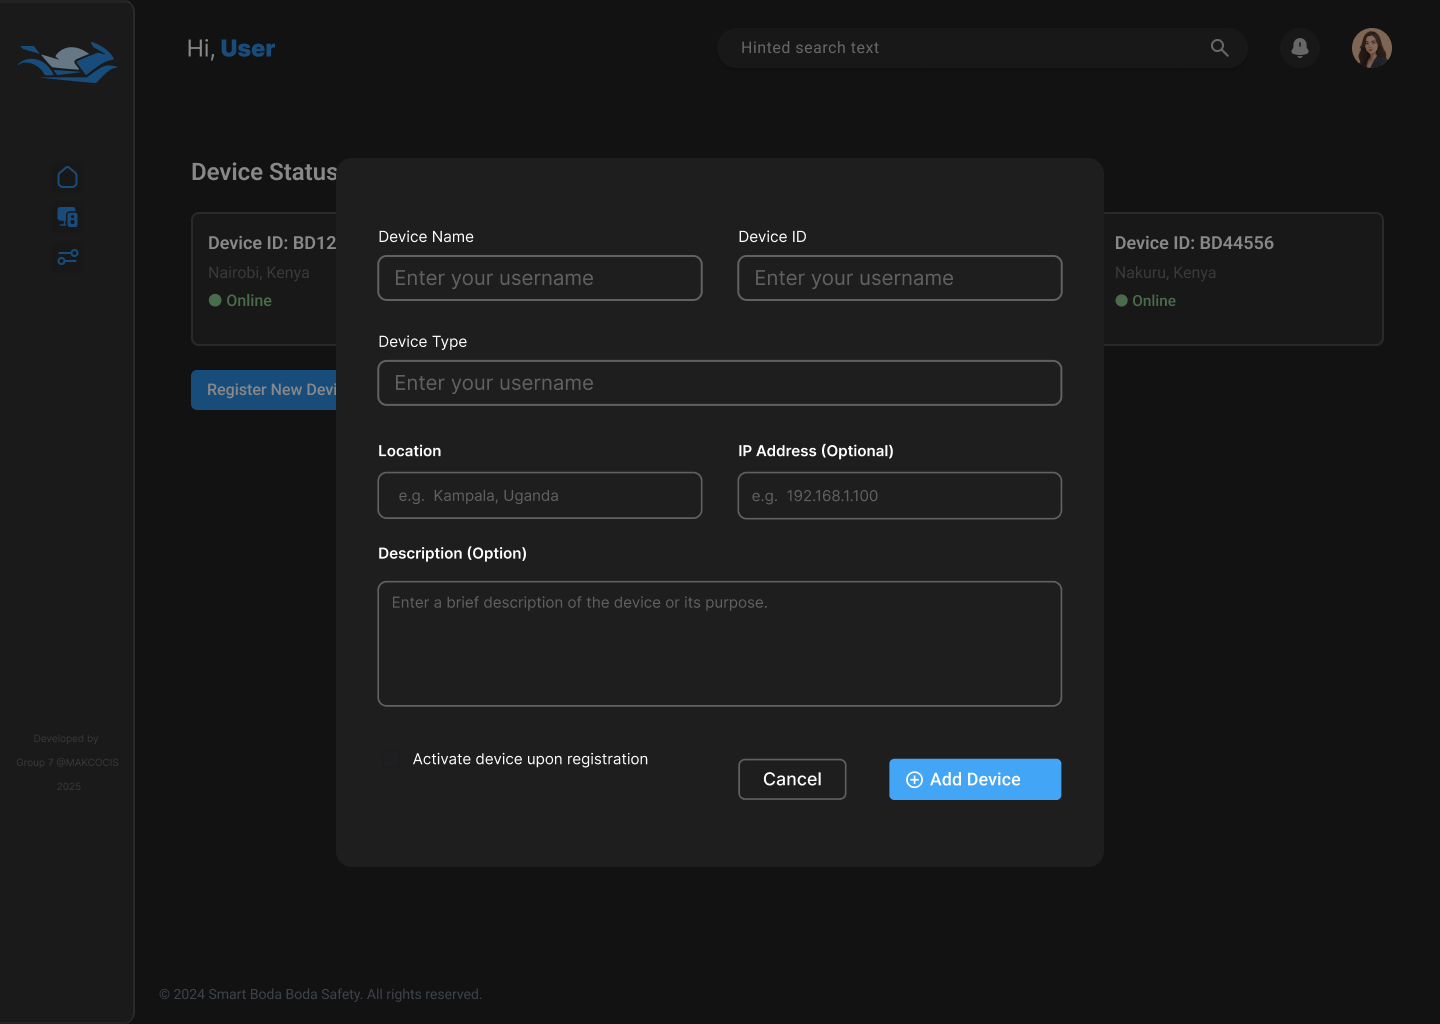 Hi, User
Hinted search text
Device Status
Device ID: BD12
Nairobi, Kenya
Online
Device ID: BD44556
Nakuru, Kenya
Online
Register New Devi
Device Name
Device ID
Enter your username
Enter your username
Device Type
Enter your username
Location
IP Address (Optional)
e.g. Kampala, Uganda
e.g. 192.168.1.100
Description (Option)
Enter a brief description of the device or its purpose.
Activate device upon registration
Cancel
Add Device
Developed by
Group 7 @MAKCOCIS
2025
© 2024 Smart Boda Boda Safety. All rights reserved.